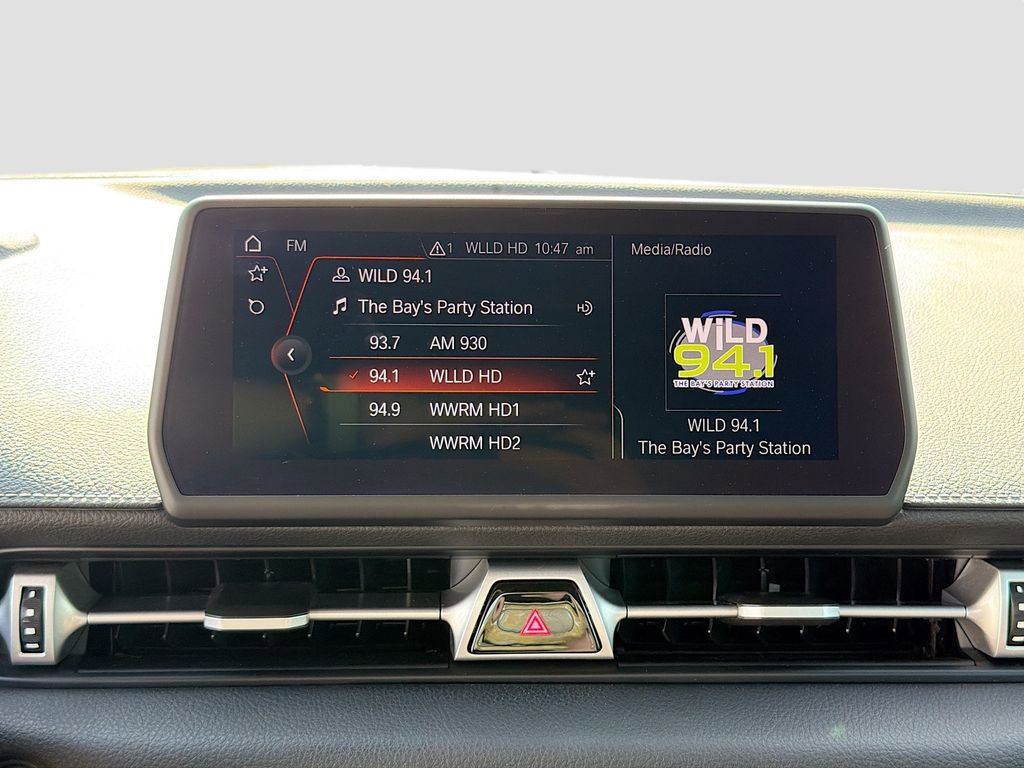 FM
1 WLLD HD 10:47 am
Media/Radio
WILD 94.1
The Bay's Party Station HD
93.7 AM 930
94.1 WLLD HD
94.9 WWRM HD1
WWRM HD2
WiLD
94.1
THE BAY'S PARTY STATION
WILD 94.1
The Bay's Party Station